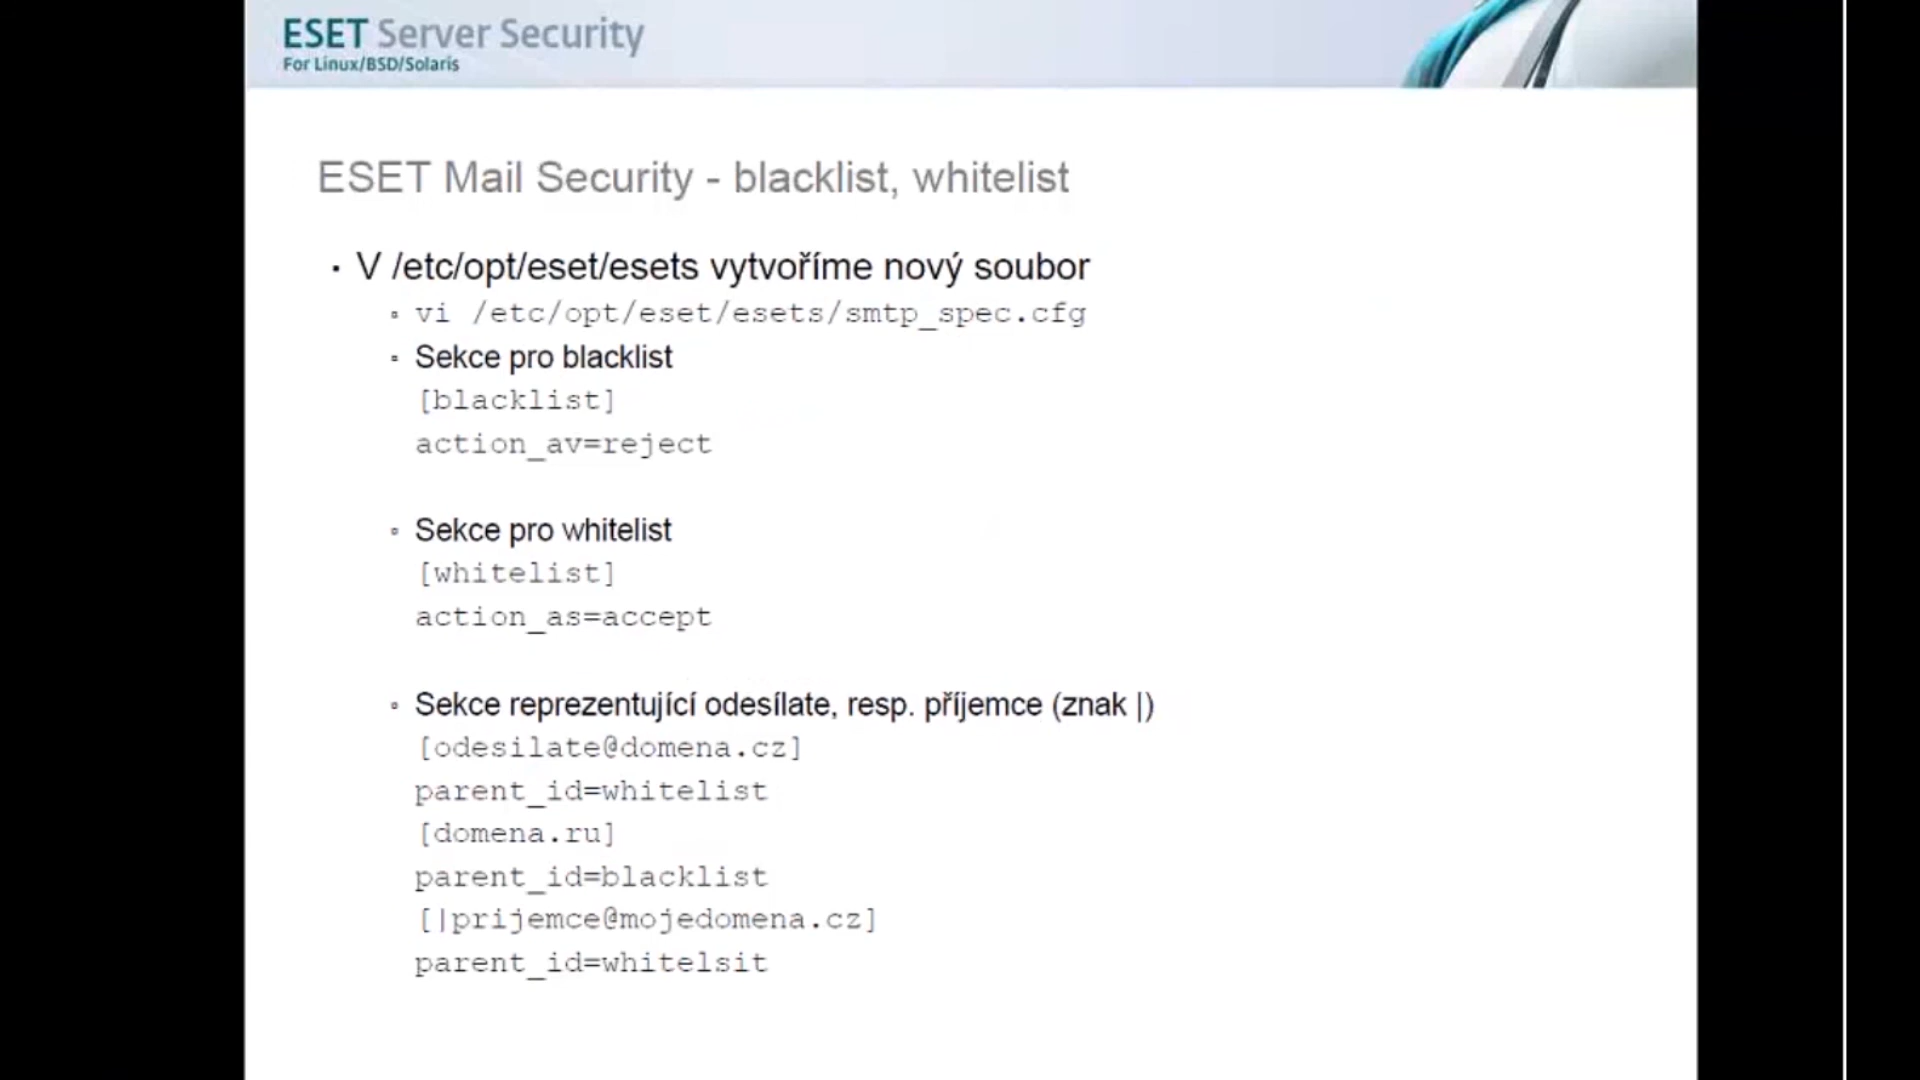 ESET Server Security
For Linux/BSD/Solaris
ESET Mail Security - blacklist, whitelist
· V /etc/opt/eset/esets vytvoříme nový soubor
▫ vi /etc/opt/eset/esets/smtp_spec.cfg
▫ Sekce pro blacklist
[blacklist]
action_av=reject
▫ Sekce pro whitelist
[whitelist]
action_as=accept
▫ Sekce reprezentující odesílate, resp. příjemce (znak |)
[odesilate@domena.cz]
parent_id=whitelist
[domena.ru]
parent_id=blacklist
[|prijemce@mojedomena.cz]
parent_id=whitelsit